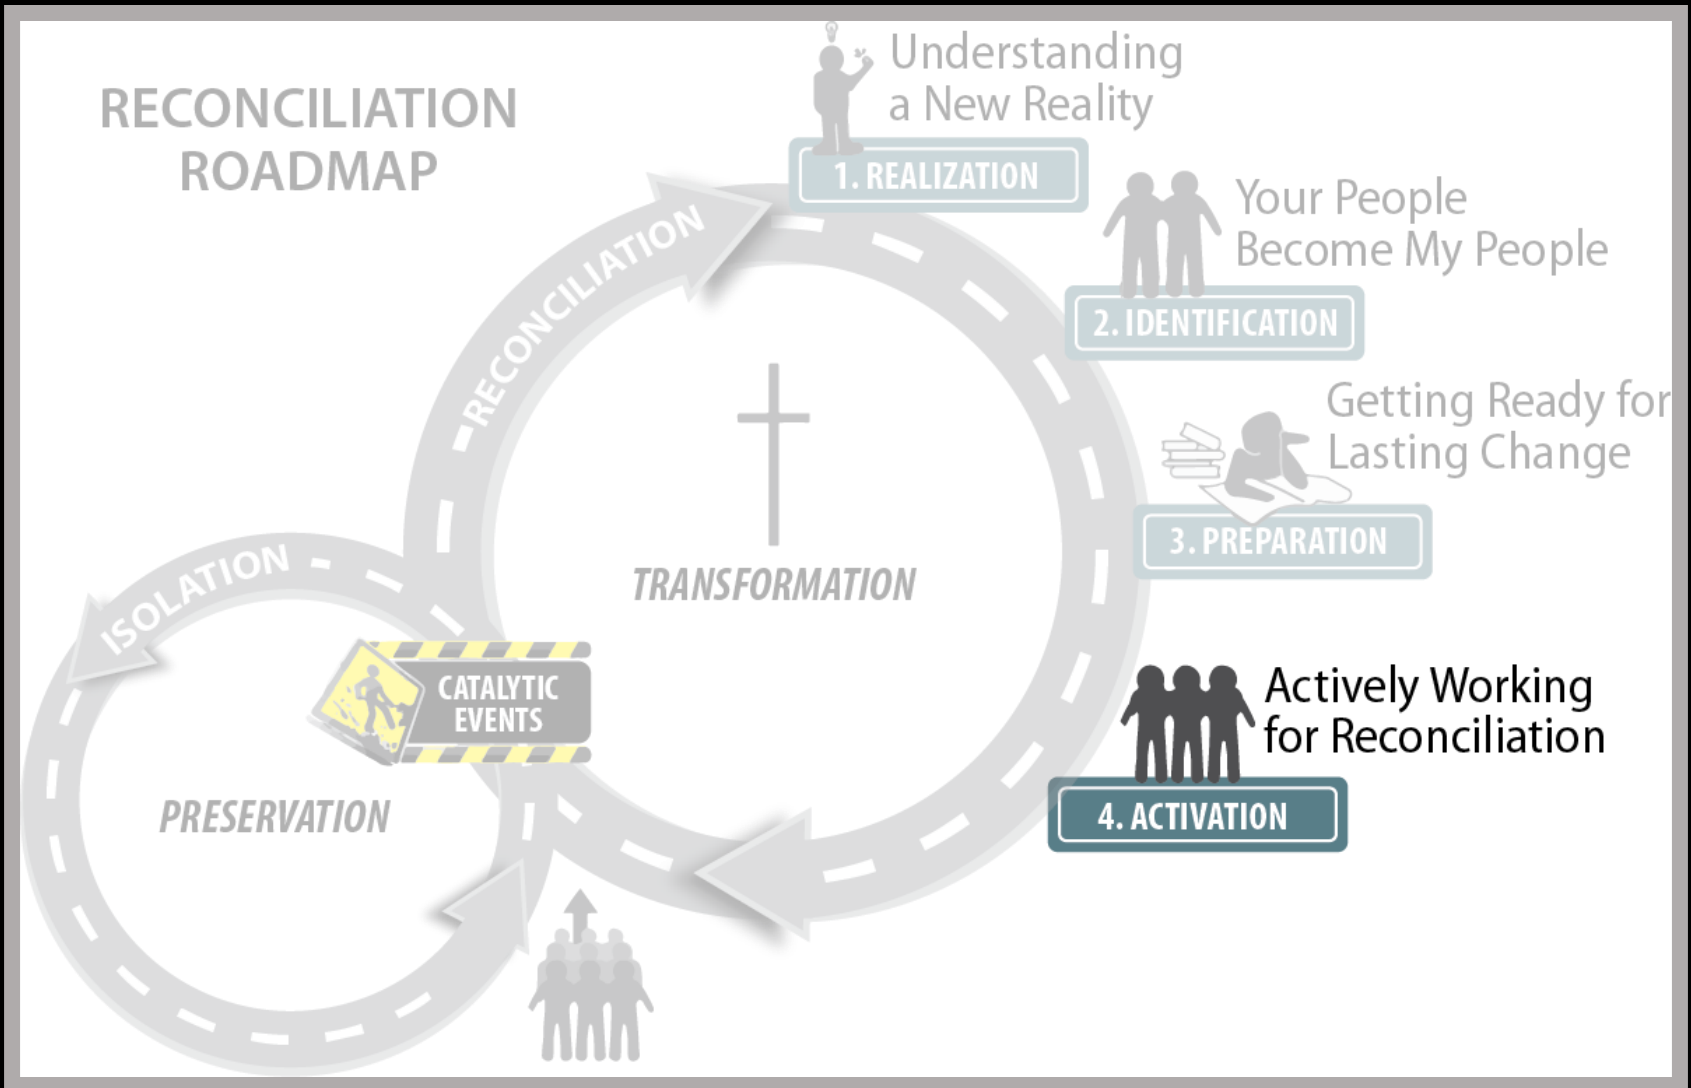 RECONCILIATION
ROADMAP
Understanding
a New Reality
1. REALIZATION
Your People
Become My People
2. IDENTIFICATION
Getting Ready for
Lasting Change
3. PREPARATION
RECONCILIATION
TRANSFORMATION
ISOLATION
CATALYTIC
EVENTS
PRESERVATION
Actively Working
for Reconciliation
4. ACTIVATION